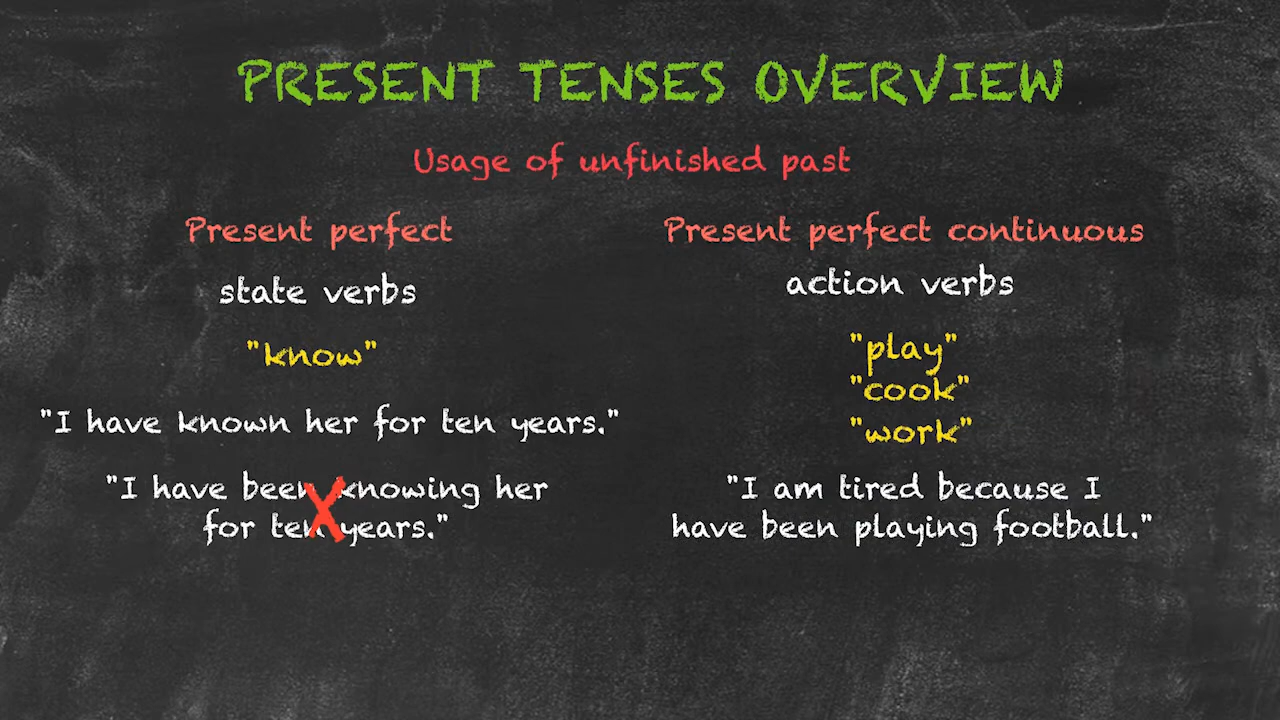 PRESENT TENSES OVERVIEW
Usage of unfinished past
Present perfect
state verbs
"know"
"I have known her for ten years."
"I have been knowing her
for ten years."
X
Present perfect continuous
action verbs
"play"
"cook"
"work"
"I am tired because I
have been playing football."